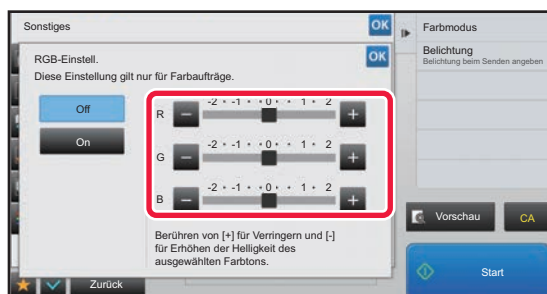 Sonstiges
OK
Farbmodus
RGB-Einstell.
OK
Belichtung
Belichtung beim Senden angeben
Diese Einstellung gilt nur für Farbaufträge.
Off
On
R
-2 • -1 • • 0 • • 1 • 2
− +
G
-2 • -1 • • 0 • • 1 • 2
− +
B
-2 • -1 • • 0 • • 1 • 2
− +
Berühren von [+] für Verringern und [-]
für Erhöhen der Helligkeit des
ausgewählten Farbtons.
Vorschau
CA
Zurück
Start